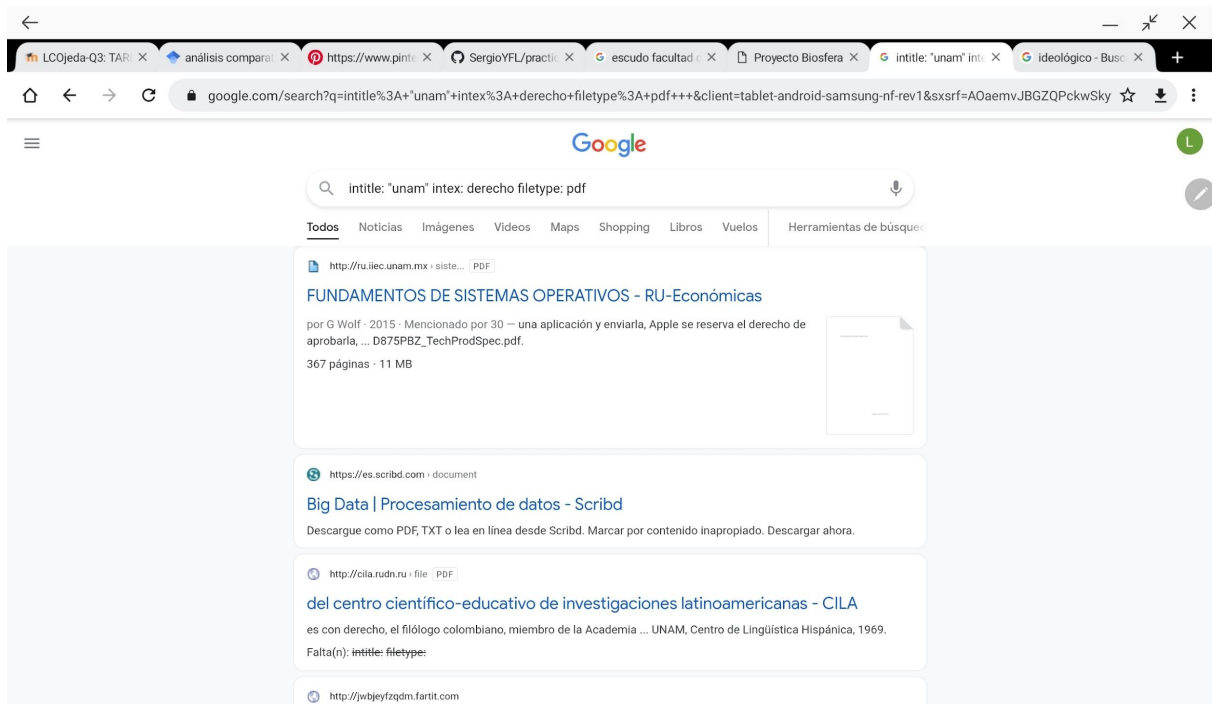 LCOjeda-Q3: TAR
análisis comparat
https://www.pinte
SergioYFL/practic
escudo facultad d
Proyecto Biosfera
intitle: "unam" inte
ideológico - Busc
google.com/search?q=intitle%3A+"unam"+intex%3A+derecho+filetype%3A+pdf+++&client=tablet-android-samsung-nf-rev1&sxsrf=AOaemvJBGZQPckwSky
Google
L
intitle: "unam" intex: derecho filetype: pdf
Todos Noticias Imágenes Videos Maps Shopping Libros Vuelos Herramientas de búsqued
http://ru.iiec.unam.mx › siste... PDF
FUNDAMENTOS DE SISTEMAS OPERATIVOS - RU-Económicas
por G Wolf · 2015 · Mencionado por 30 — una aplicación y enviarla, Apple se reserva el derecho de
aprobarla, ... D875PBZ_TechProdSpec.pdf.
367 páginas · 11 MB
https://es.scribd.com › document
Big Data | Procesamiento de datos - Scribd
Descargue como PDF, TXT o lea en línea desde Scribd. Marcar por contenido inapropiado. Descargar ahora.
http://cila.rudn.ru › file PDF
del centro científico-educativo de investigaciones latinoamericanas - CILA
es con derecho, el filólogo colombiano, miembro de la Academia ... UNAM, Centro de Lingüística Hispánica, 1969.
Falta(n): intitle: filetype:
http://jwbjeyfzqdm.fartit.com